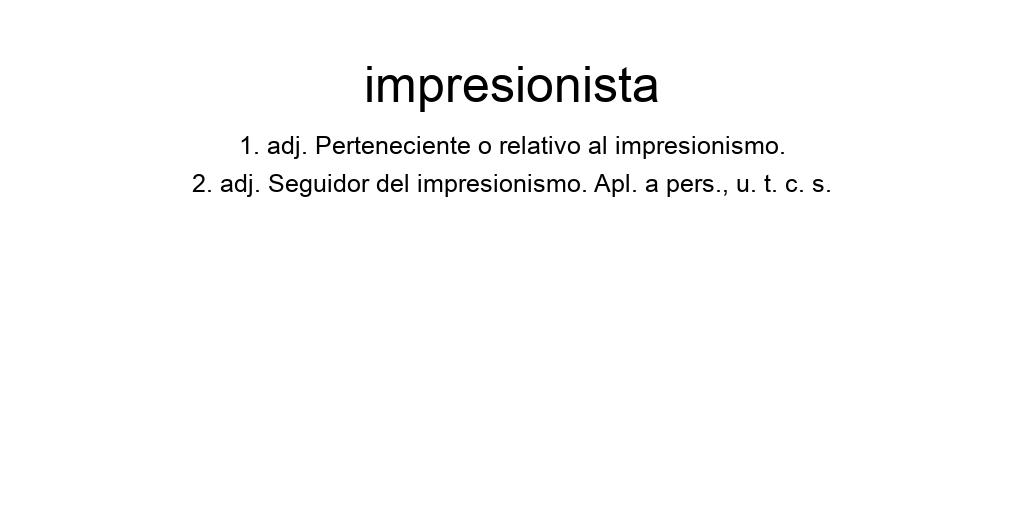 impresionista
1. adj. Perteneciente o relativo al impresionismo.
2. adj. Seguidor del impresionismo. Apl. a pers., u. t. c. s.